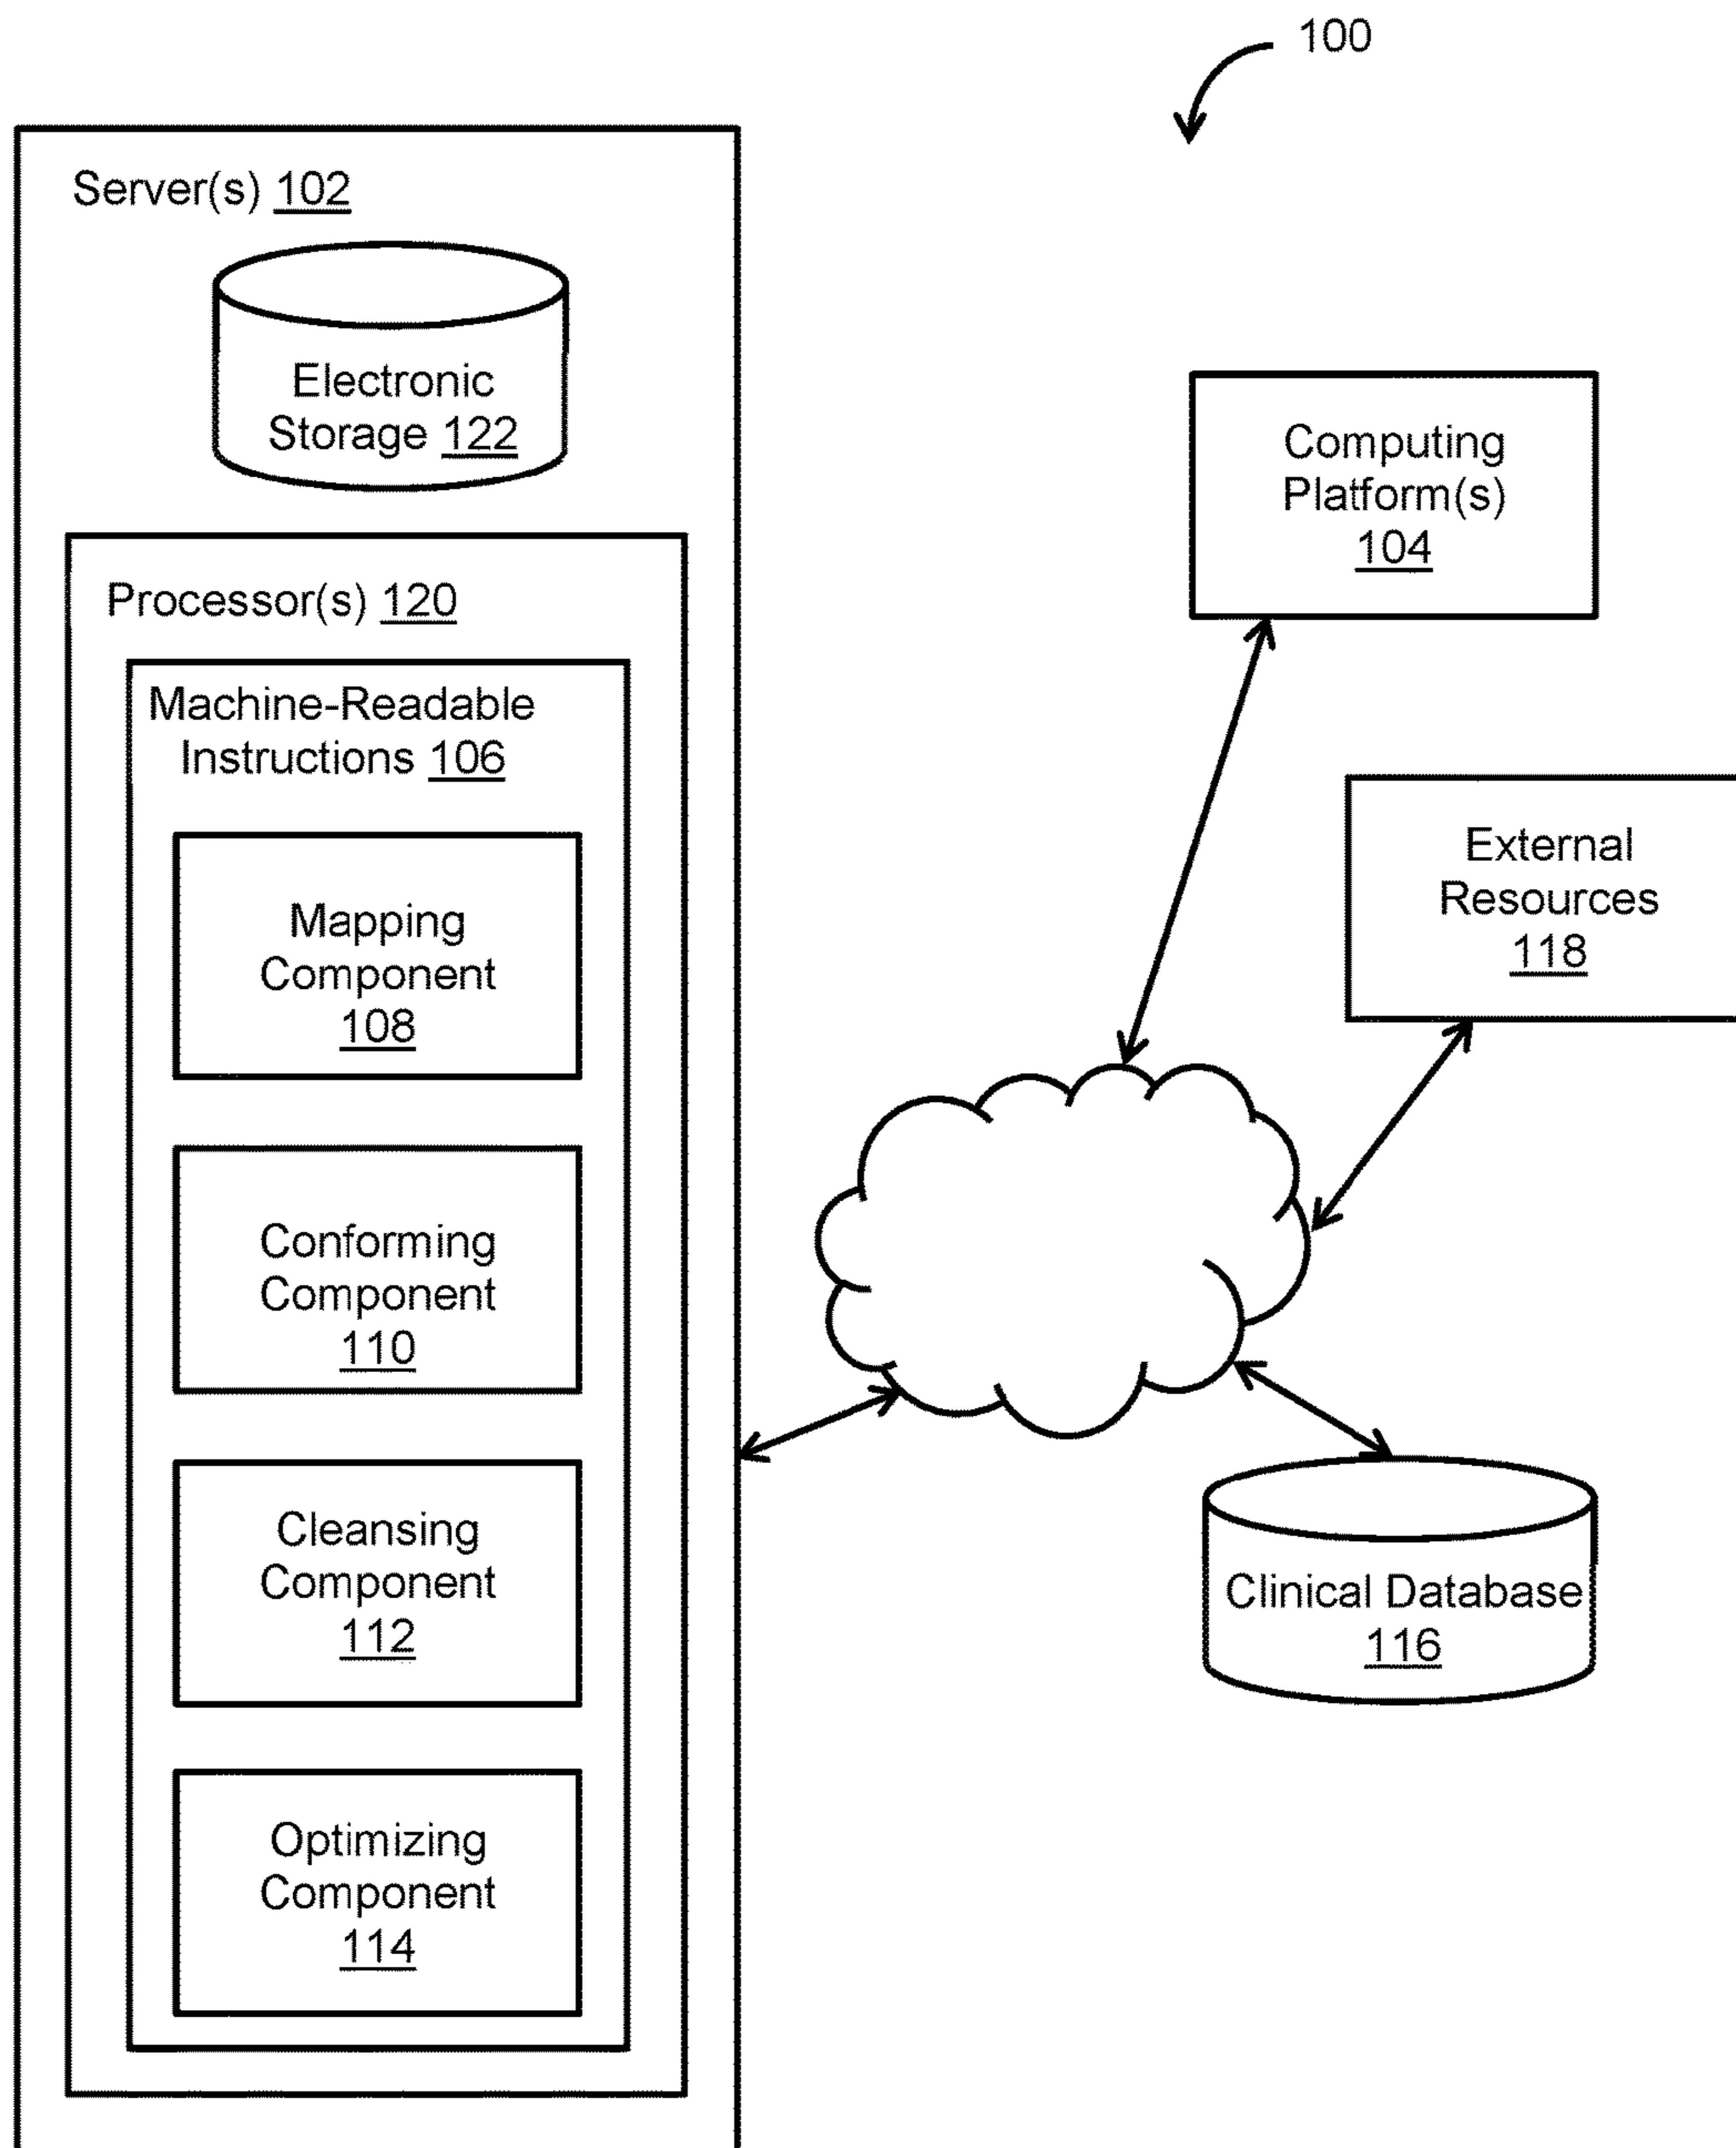 100
Server(s) 102
Electronic
Storage 122
Processor(s) 120
Machine-Readable
Instructions 106
Mapping
Component
108
Conforming
Component
110
Cleansing
Component
112
Optimizing
Component
114
Computing
Platform(s)
104
External
Resources
118
Clinical Database
116